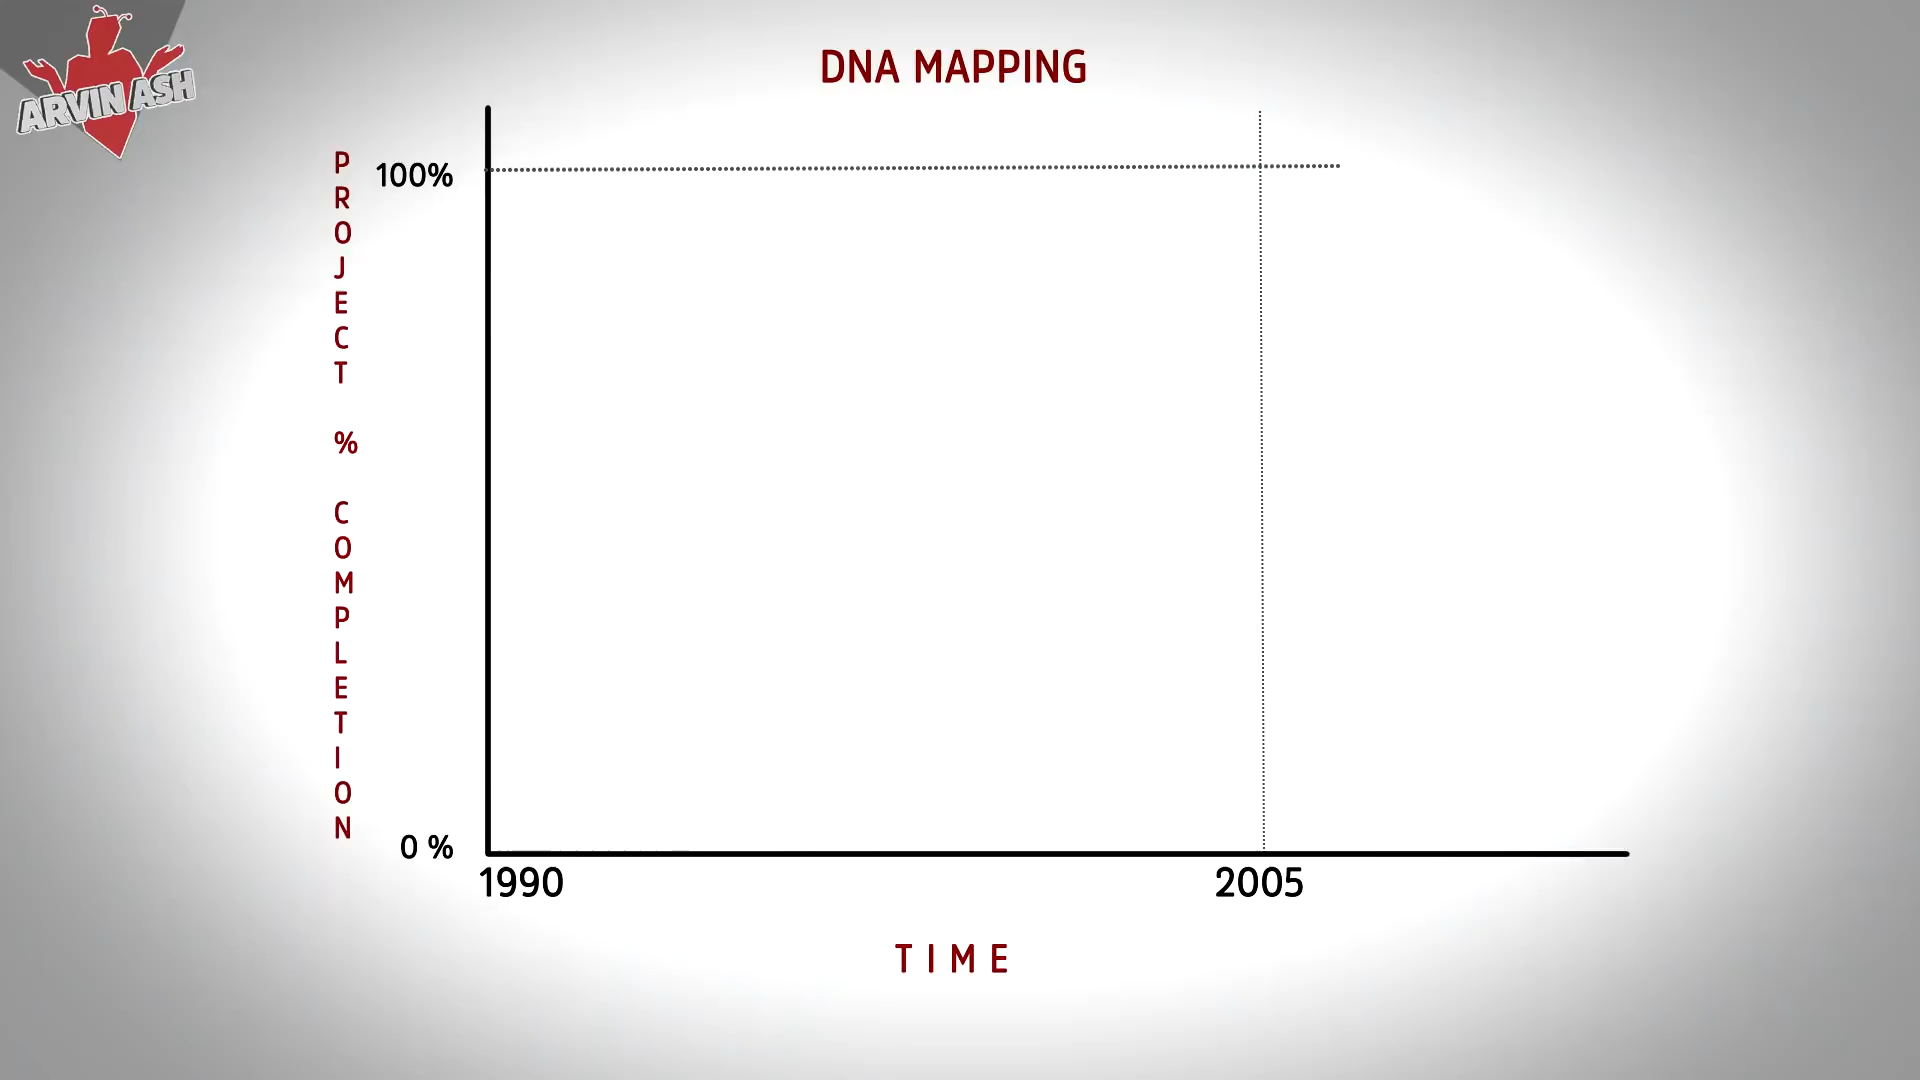 ARVIN ASH
DNA MAPPING
PROJECT % COMPLETION
100%
0 %
1990
2005
TIME